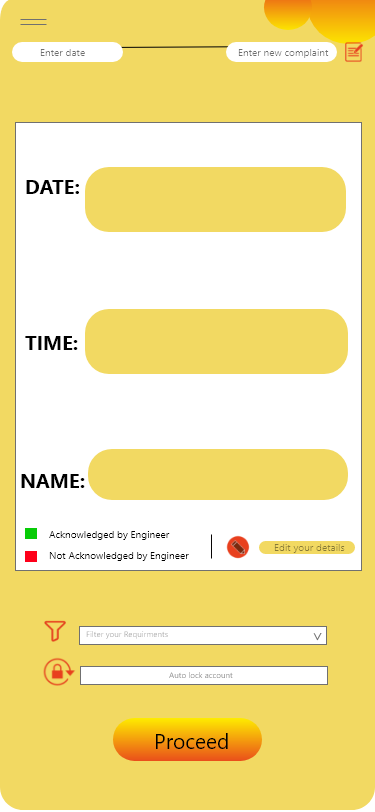 Enter date
Enter new complaint
DATE:
TIME:
NAME:
Acknowledged by Engineer
Not Acknowledged by Engineer
Edit your details
Filter your Requirments
Auto lock account
Proceed